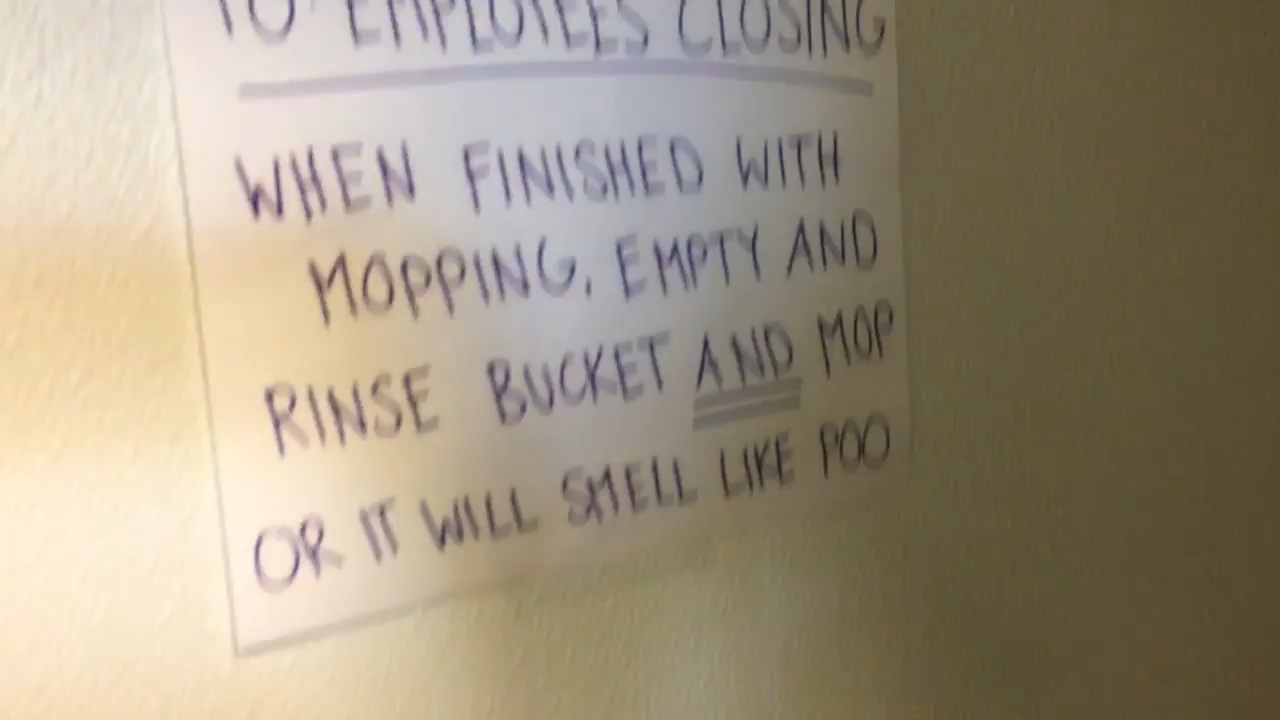 TO EMPLOYEES CLOSING
WHEN FINISHED WITH
MOPPING, EMPTY AND
RINSE BUCKET AND MOP
OR IT WILL SMELL LIKE POO